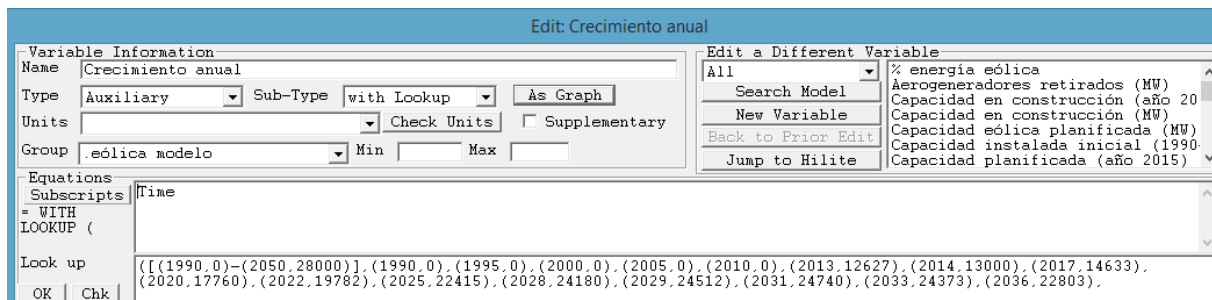 Edit: Crecimiento anual
Variable Information
Name Crecimiento anual
Type Auxiliary Sub-Type with Lookup As Graph
Units Check Units Supplementary
Group .eólica modelo Min Max
Edit a Different Variable
All
Search Model
New Variable
Back to Prior Edit
Jump to Hilite
% energía eólica
Aerogeneradores retirados (MW)
Capacidad en construcción (año 20
Capacidad en construcción (MW)
Capacidad eólica planificada (MW)
Capacidad instalada inicial (1990-
Capacidad planificada (año 2015)
Equations
Subscripts Time
= WITH
LOOKUP (
Look up ([(1990,0)-(2050,28000)],(1990,0),(1995,0),(2000,0),(2005,0),(2010,0),(2013,12627),(2014,13000),(2017,14633),
(2020,17760),(2022,19782),(2025,22415),(2028,24180),(2029,24512),(2031,24740),(2033,24373),(2036,22803),
OK Chk